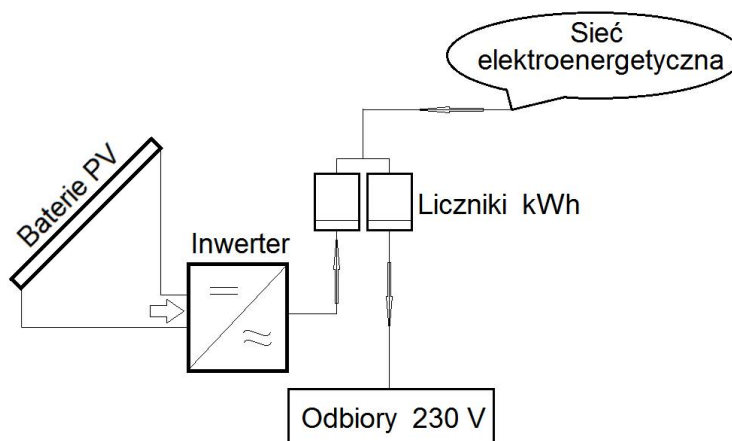 Sieć
elektroenergetyczna
Baterie PV
Liczniki kWh
Inwerter
Odbiory 230 V